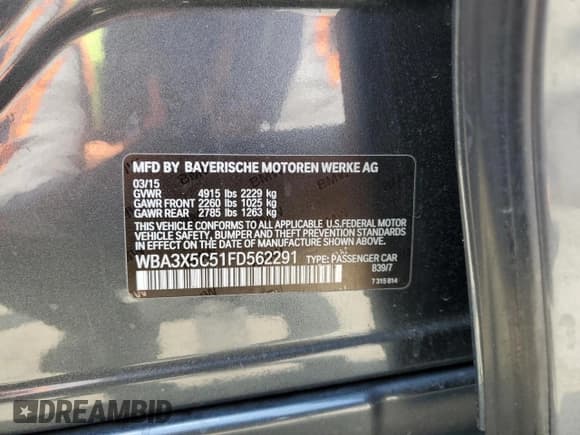 MFD BY BAYERISCHE MOTOREN WERKE AG
03/15
GVWR 4915 lbs 2229 kg
GAWR FRONT 2260 lbs 1025 kg
GAWR REAR 2785 lbs 1263 kg
THIS VEHICLE CONFORMS TO ALL APPLICABLE U.S.FEDERAL MOTOR
VEHICLE SAFETY, BUMPER, AND THEFT PREVENTION STANDARDS
IN EFFECT ON THE DATE OF MANUFACTURE SHOWN ABOVE.
WBA3X5C51FD562291 TYPE: PASSENGER CAR
B39/7
7 315 814
DREAMBID